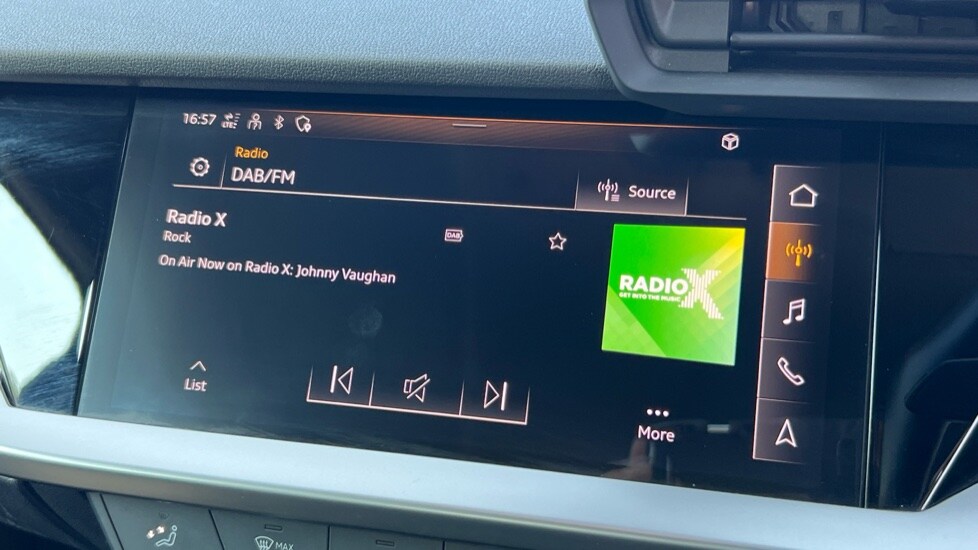 16:57 LTE
Radio
DAB/FM
Source
Radio X
Rock
DAB
On Air Now on Radio X: Johnny Vaughan
RADIO X
GET INTO THE MUSIC
List
More
MAX